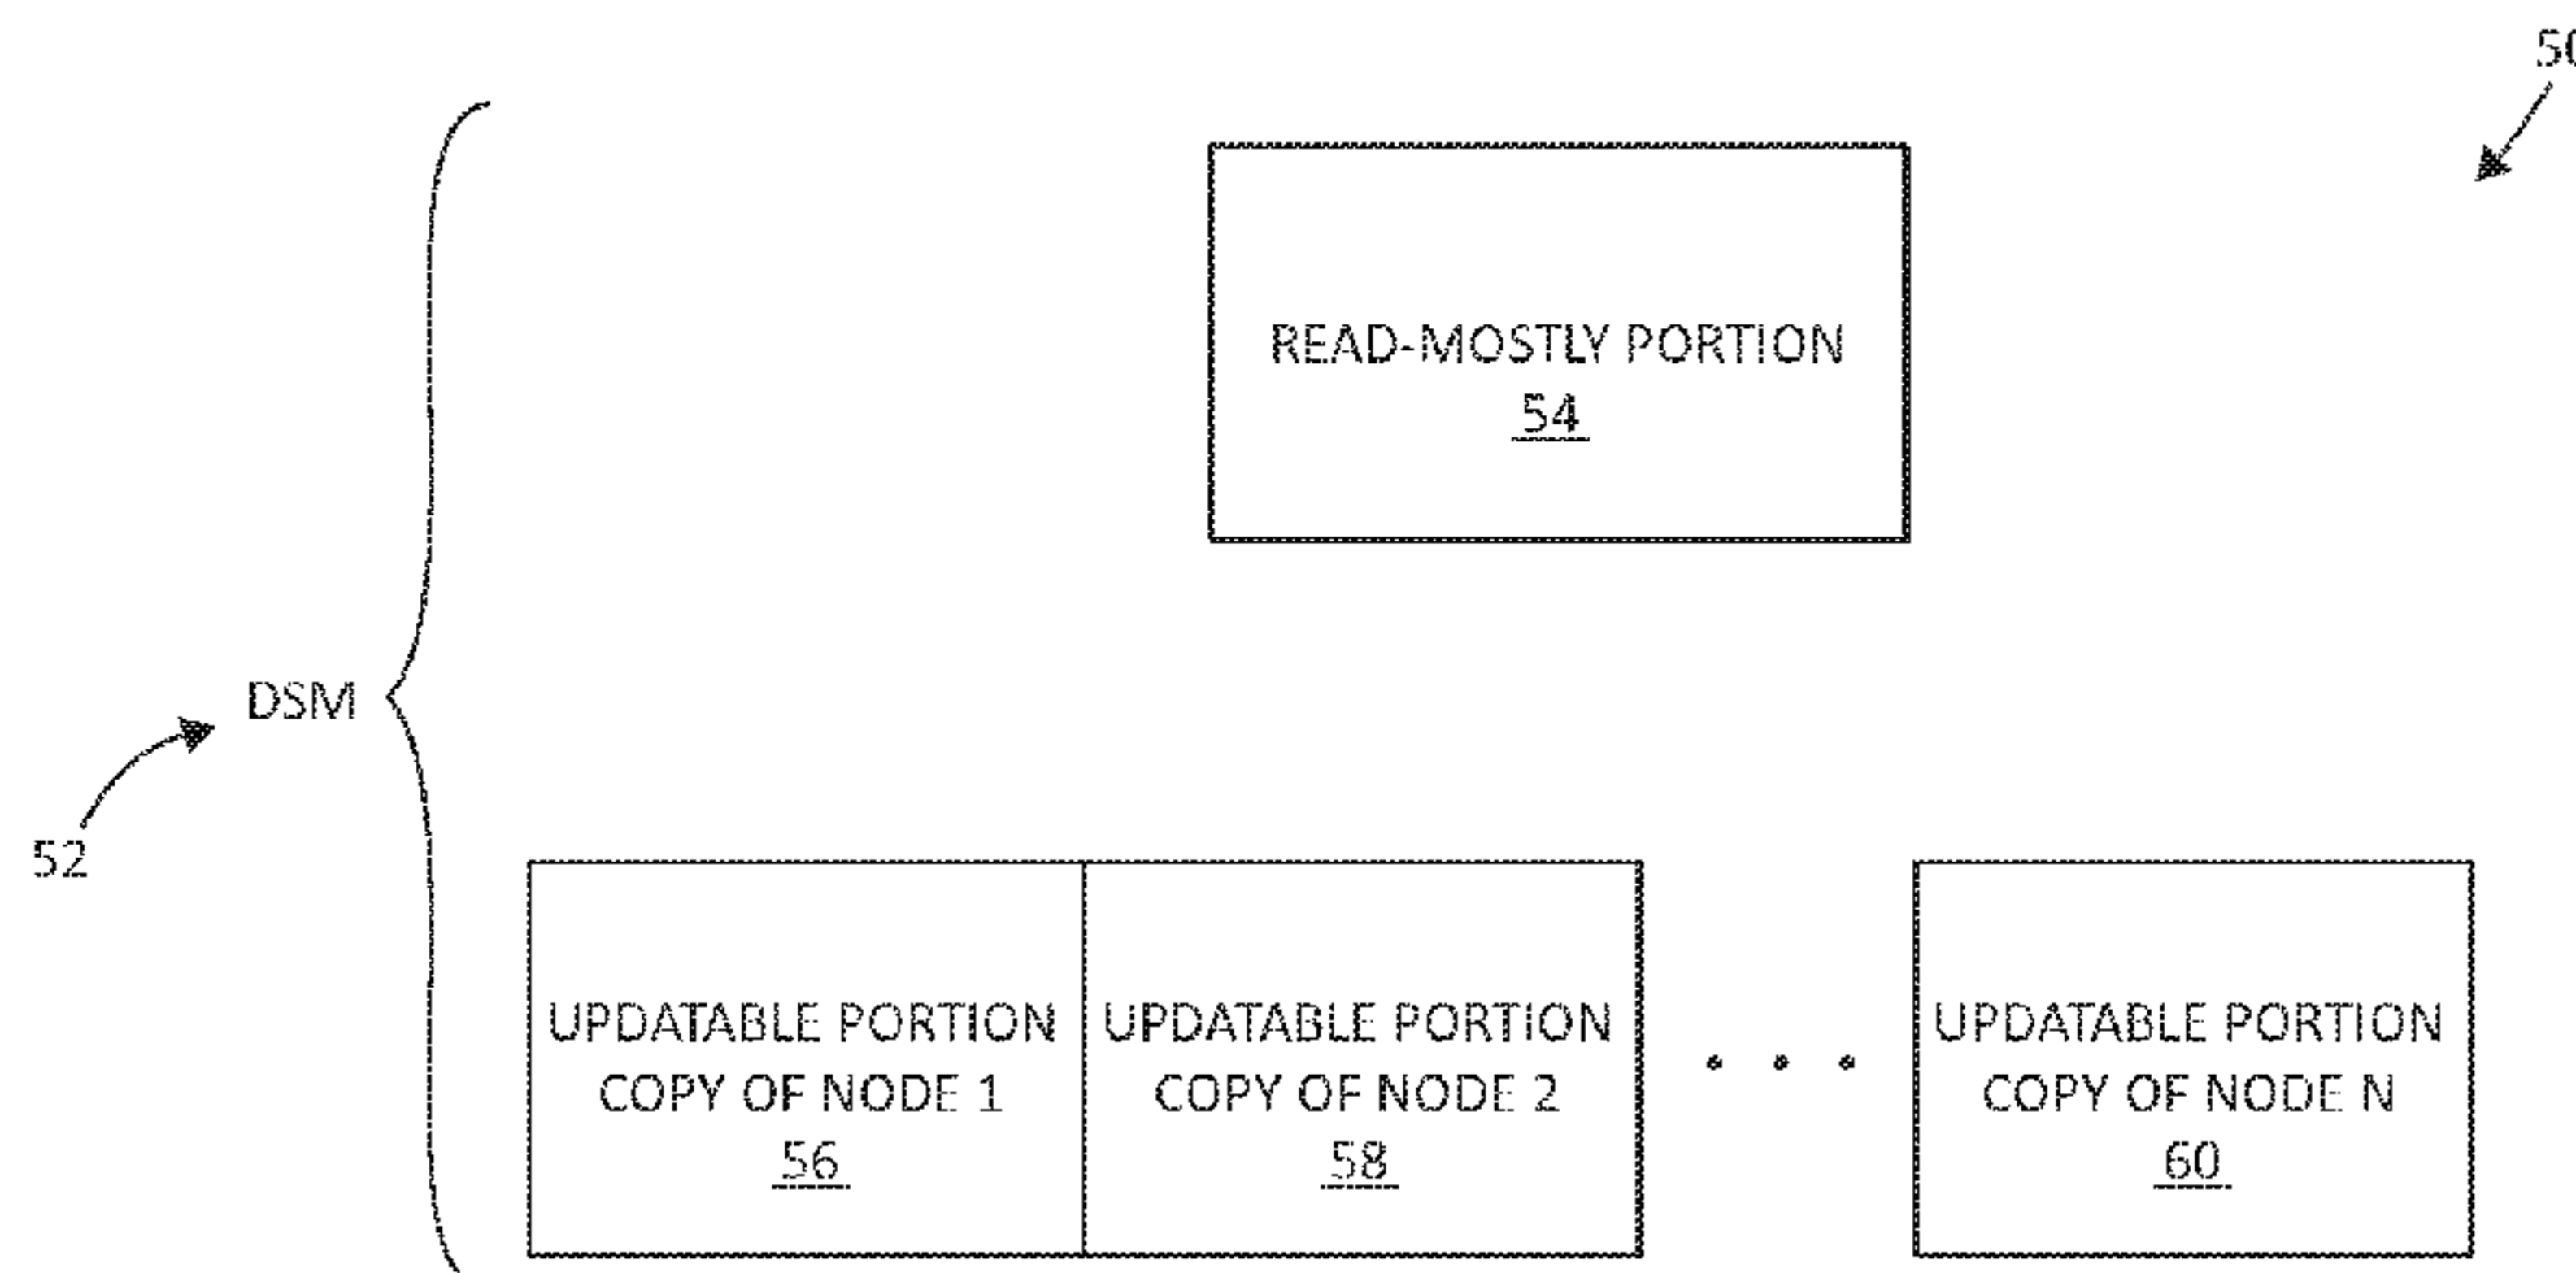 50
READ-MOSTLY PORTION
54
DSM
52
UPDATABLE PORTION
COPY OF NODE 1
56
UPDATABLE PORTION
COPY OF NODE 2
58
. . .
UPDATABLE PORTION
COPY OF NODE N
60